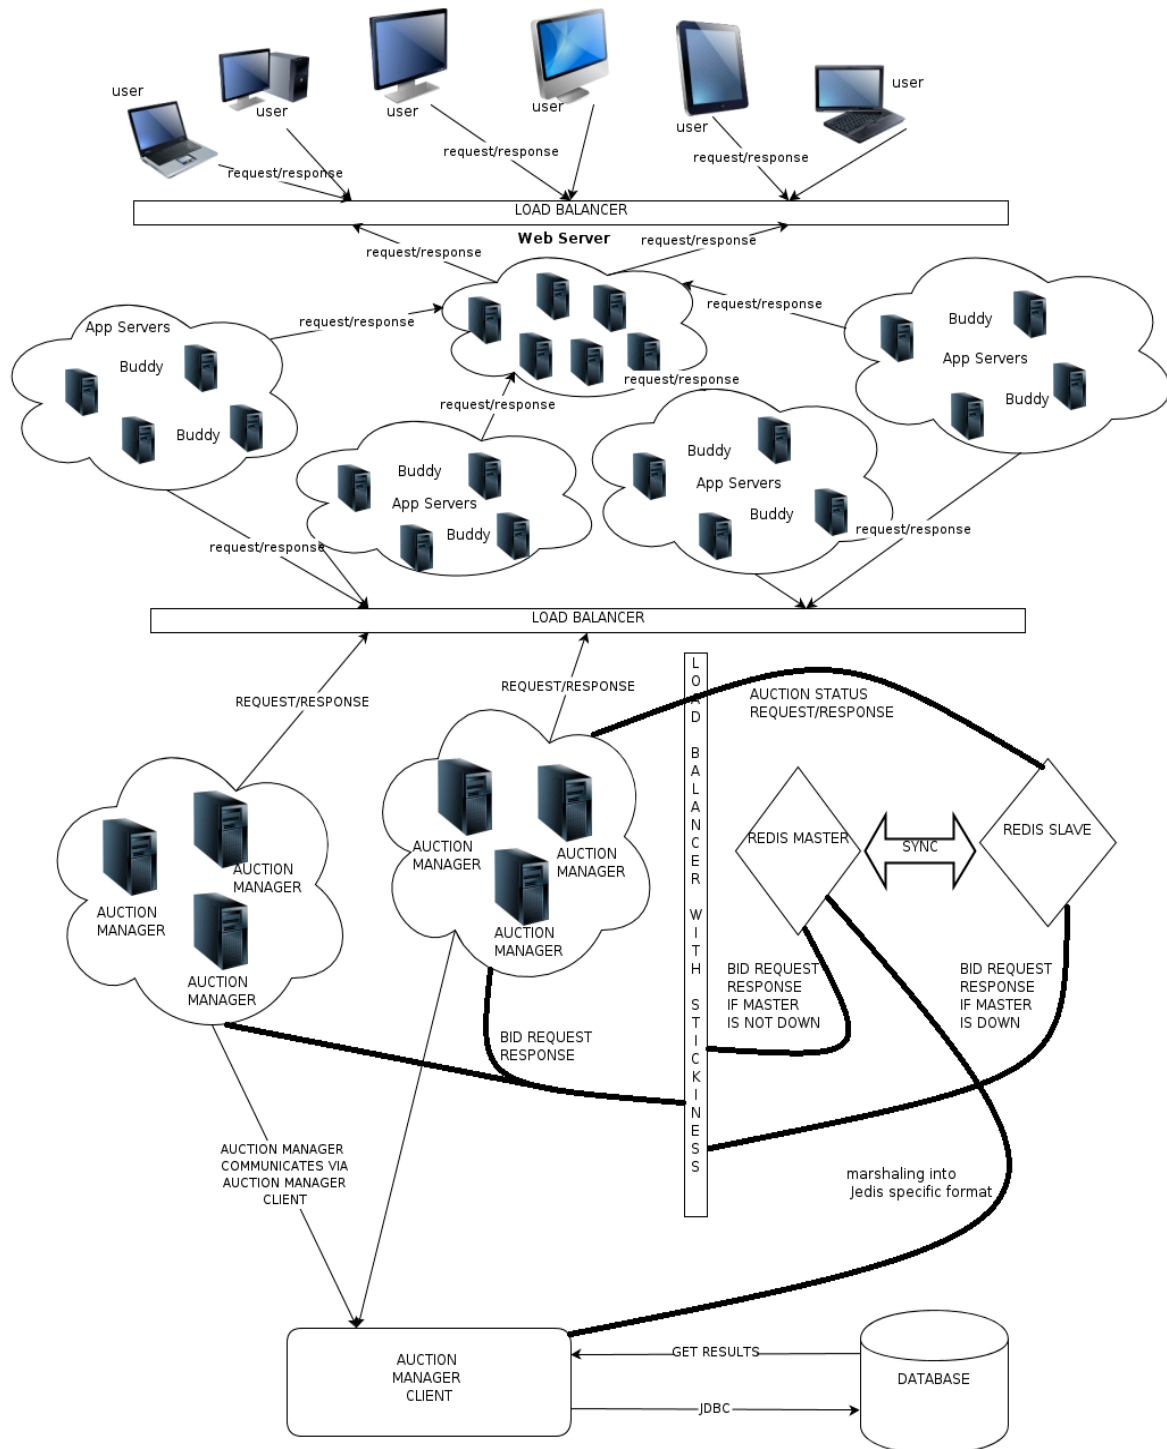 user
user
user
user
user
user
request/response
request/response
request/response
LOAD BALANCER
Web Server
request/response
request/response
request/response
request/response
App Servers
Buddy
Buddy
Buddy
App Servers
Buddy
request/response
request/response
Buddy
App Servers
Buddy
Buddy
App Servers
Buddy
request/response
request/response
LOAD BALANCER
REQUEST/RESPONSE
REQUEST/RESPONSE
LOAD BALANCER WITH STICKINESS
AUCTION STATUS
REQUEST/RESPONSE
AUCTION
MANAGER
AUCTION
MANAGER
AUCTION
MANAGER
AUCTION
MANAGER
AUCTION
MANAGER
AUCTION
MANAGER
REDIS MASTER
SYNC
REDIS SLAVE
BID REQUEST
RESPONSE
IF MASTER
IS NOT DOWN
BID REQUEST
RESPONSE
IF MASTER
IS DOWN
BID REQUEST
RESPONSE
AUCTION MANAGER
COMMUNICATES VIA
AUCTION MANAGER
CLIENT
marshaling into
Jedis specific format
AUCTION
MANAGER
CLIENT
GET RESULTS
JDBC
DATABASE